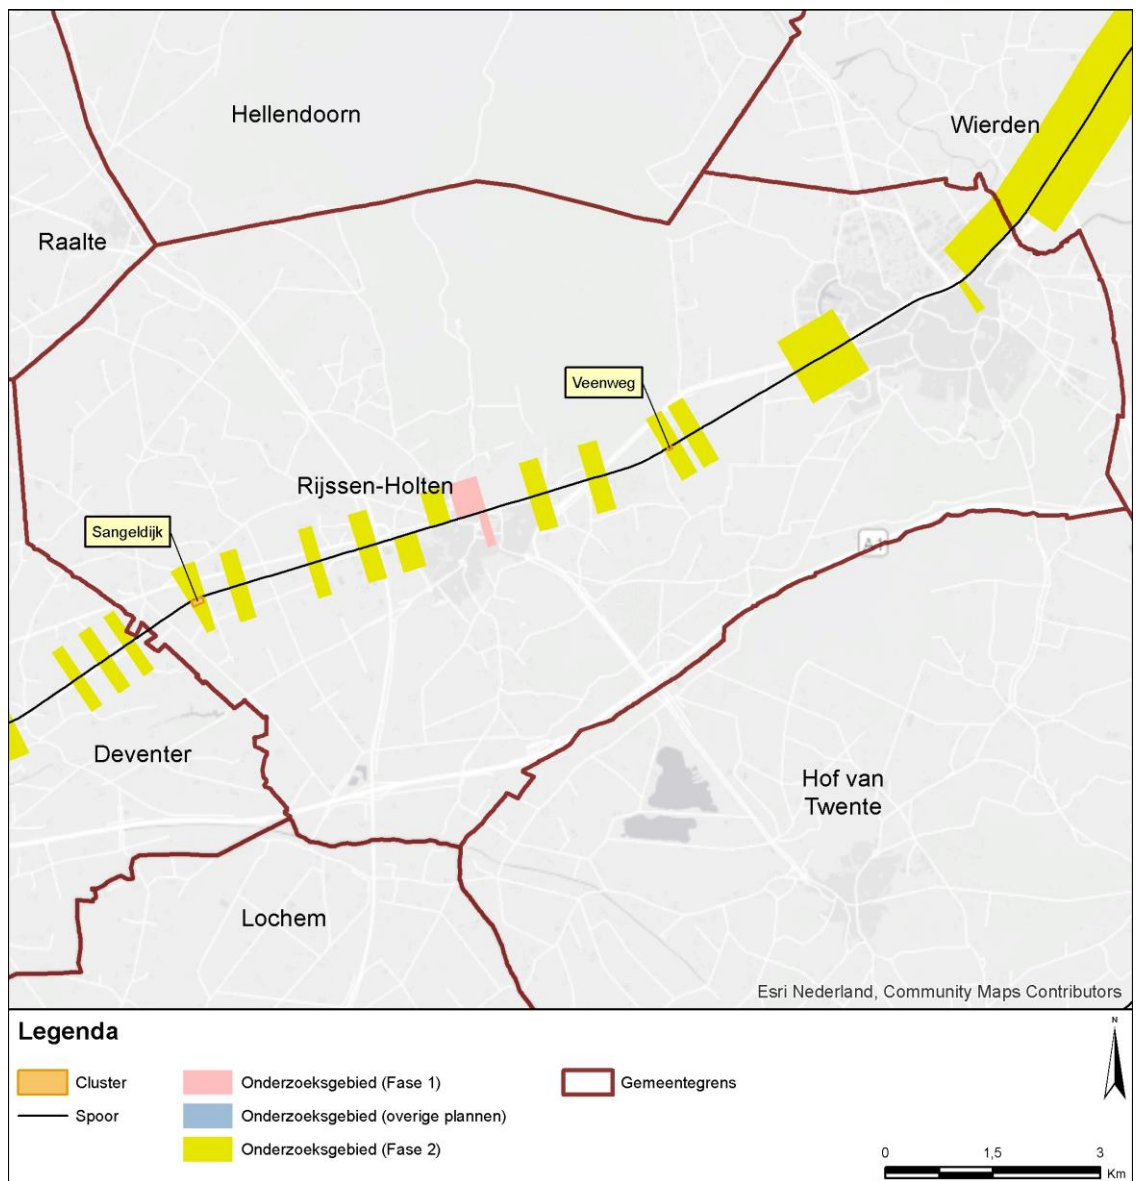 Hellendoorn
Wierden
Raalte
Veenweg
Rijssen-Holten
Sangeldijk
A1
Deventer
Hof van
Twente
Lochem
Esri Nederland, Community Maps Contributors
Legenda
N
Cluster
Onderzoeksgebied (Fase 1)
Gemeentegrens
Spoor
Onderzoeksgebied (overige plannen)
Onderzoeksgebied (Fase 2)
0 1,5 3
Km